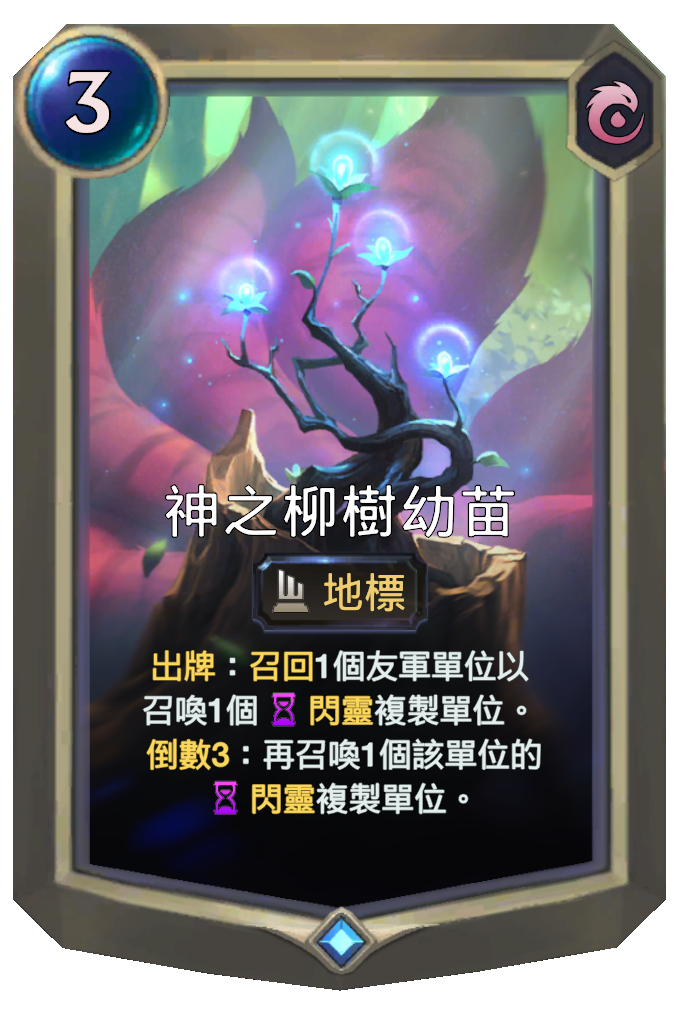 3
神之柳樹幼苗
地標
出牌：召回1個友軍單位以
召喚1個 閃靈複製單位。
倒數3：再召喚1個該單位的
閃靈複製單位。